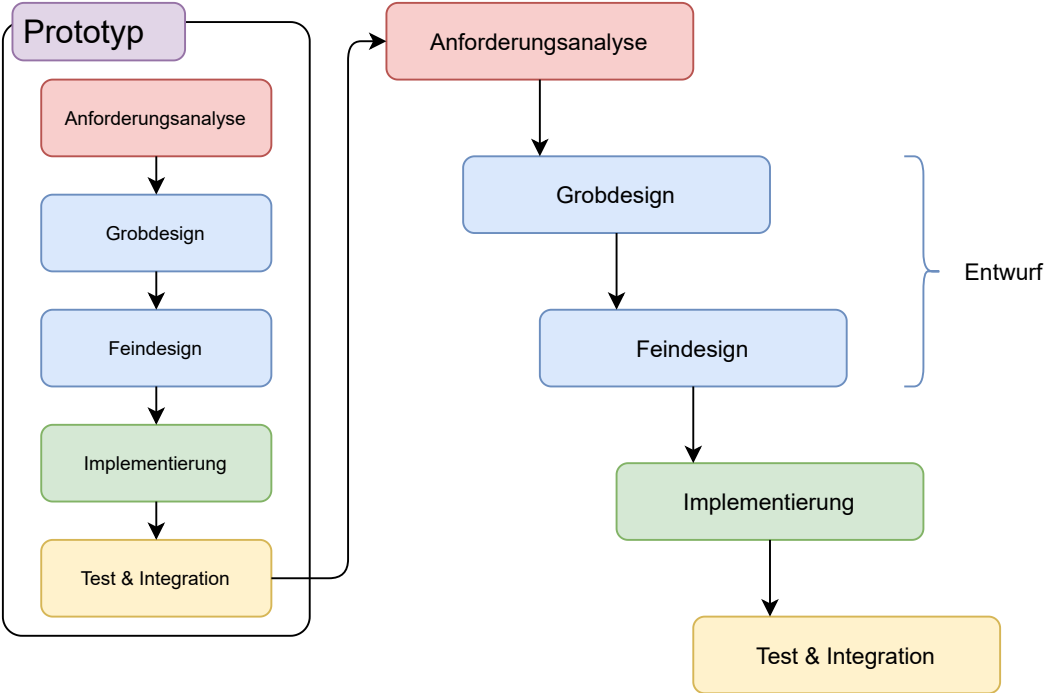 Prototyp
Anforderungsanalyse
Grobdesign
Feindesign
Implementierung
Test & Integration
Anforderungsanalyse
Grobdesign
Feindesign
Entwurf
Implementierung
Test & Integration